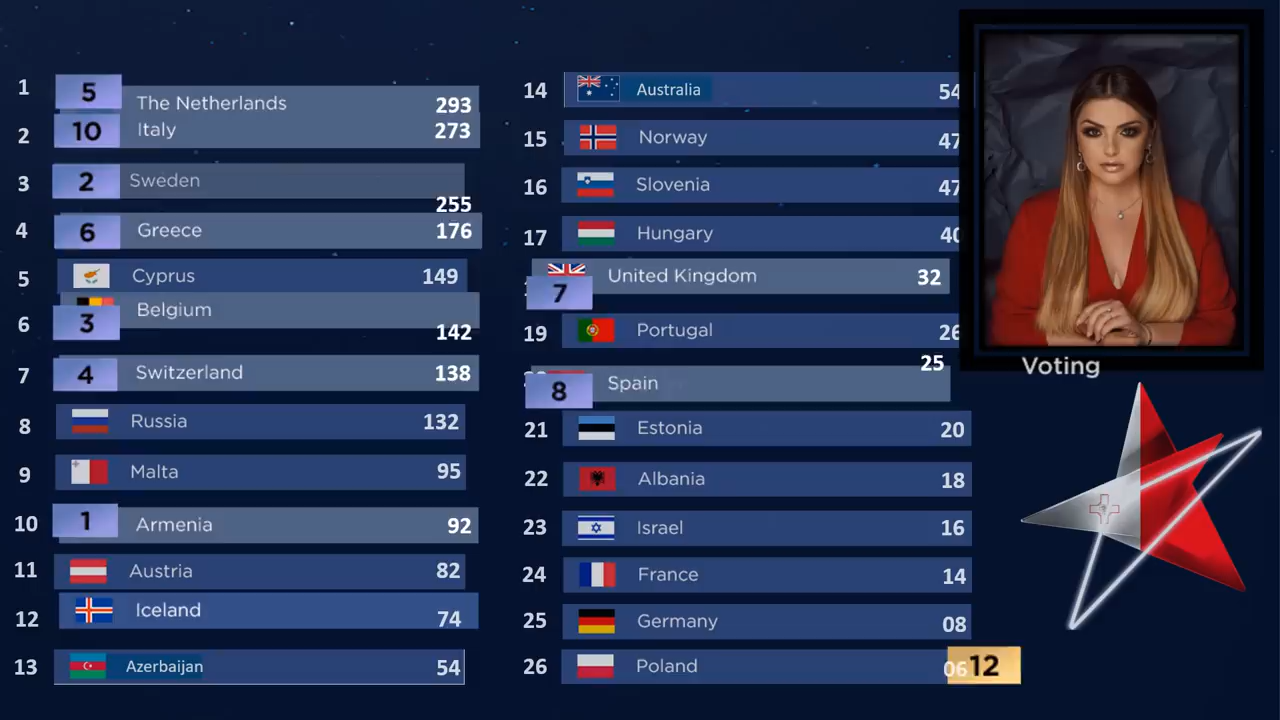 1 5 The Netherlands 293
2 10 Italy 273
3 2 Sweden 255
4 6 Greece 176
5 Cyprus 149
6 3 Belgium 142
7 4 Switzerland 138
8 Russia 132
9 Malta 95
10 1 Armenia 92
11 Austria 82
12 Iceland 74
13 Azerbaijan 54
14 Australia 54
15 Norway 47
16 Slovenia 47
17 Hungary 40
7 United Kingdom 32
19 Portugal 26
8 Spain 25
21 Estonia 20
22 Albania 18
23 Israel 16
24 France 14
25 Germany 08
26 Poland 06 12
Voting